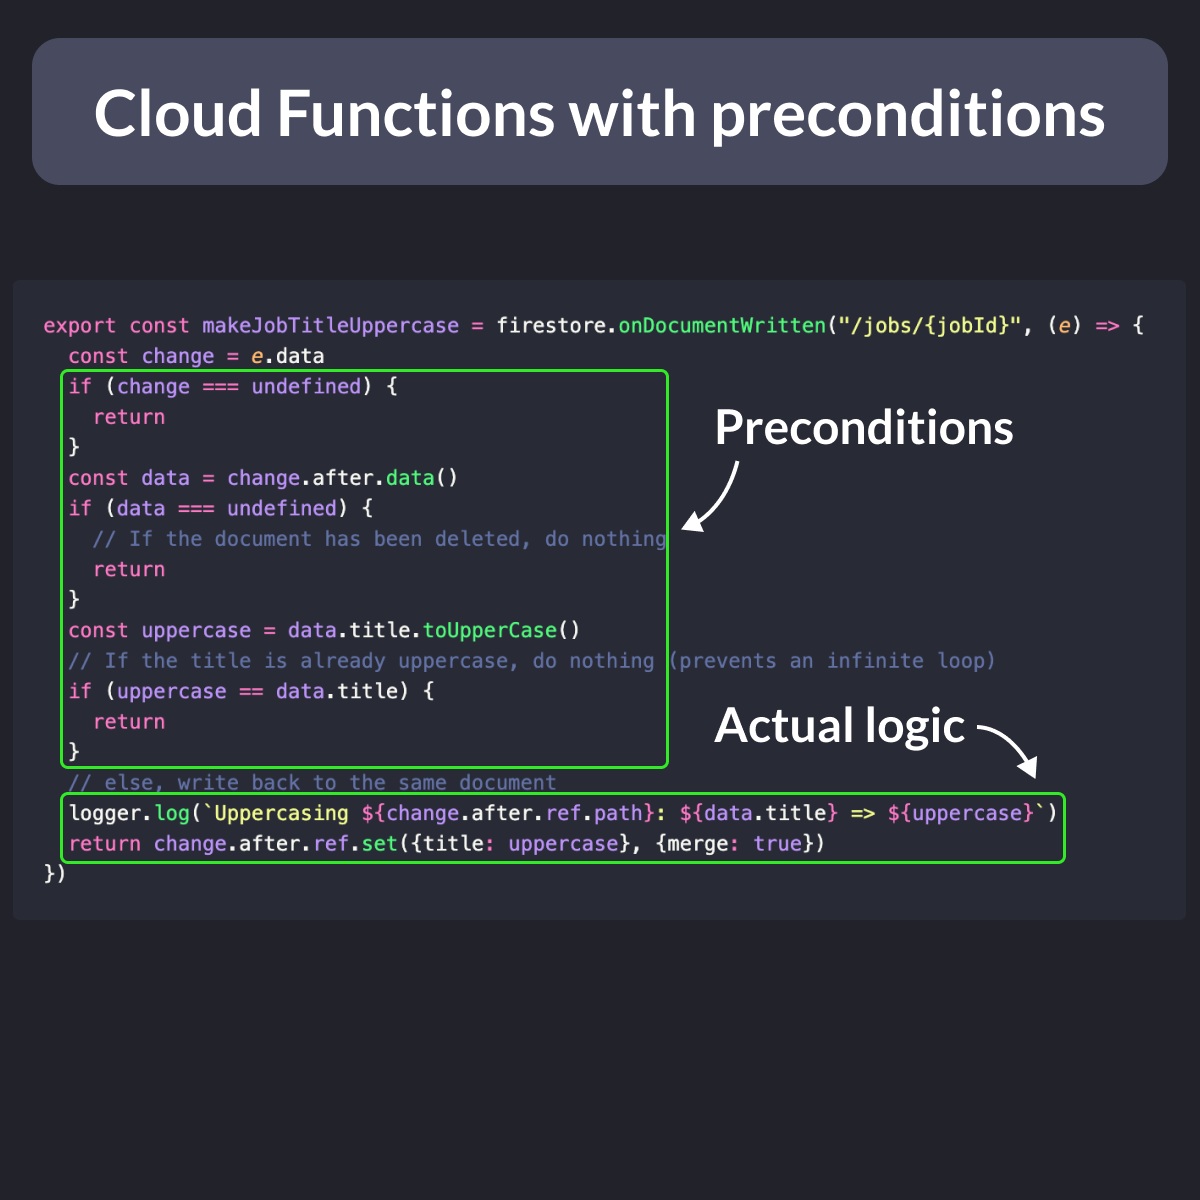 Cloud Functions with preconditions
export const makeJobTitleUppercase = firestore.onDocumentWritten("/jobs/{jobId}", (e) => {
  const change = e.data
  if (change === undefined) {
    return
  }
Preconditions
  const data = change.after.data()
  if (data === undefined) {
    // If the document has been deleted, do nothing
    return
  }
  const uppercase = data.title.toUpperCase()
  // If the title is already uppercase, do nothing (prevents an infinite loop)
  if (uppercase == data.title) {
    return
  }
Actual logic
  // else, write back to the same document
  logger.log(`Uppercasing ${change.after.ref.path}: ${data.title} => ${uppercase}`)
  return change.after.ref.set({title: uppercase}, {merge: true})
})